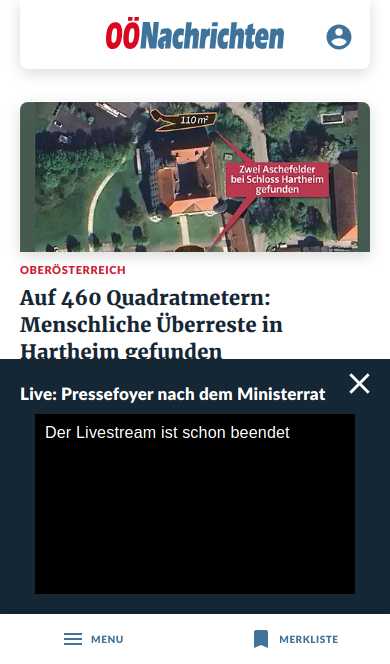 OÖNachrichten
110 m²
Zwei Aschefelder
bei Schloss Hartheim
gefunden
OBERÖSTERREICH
Auf 460 Quadratmetern:
Menschliche Überreste in
Hartheim gefunden
Live: Pressefoyer nach dem Ministerrat
Der Livestream ist schon beendet
MENU
MERKLISTE